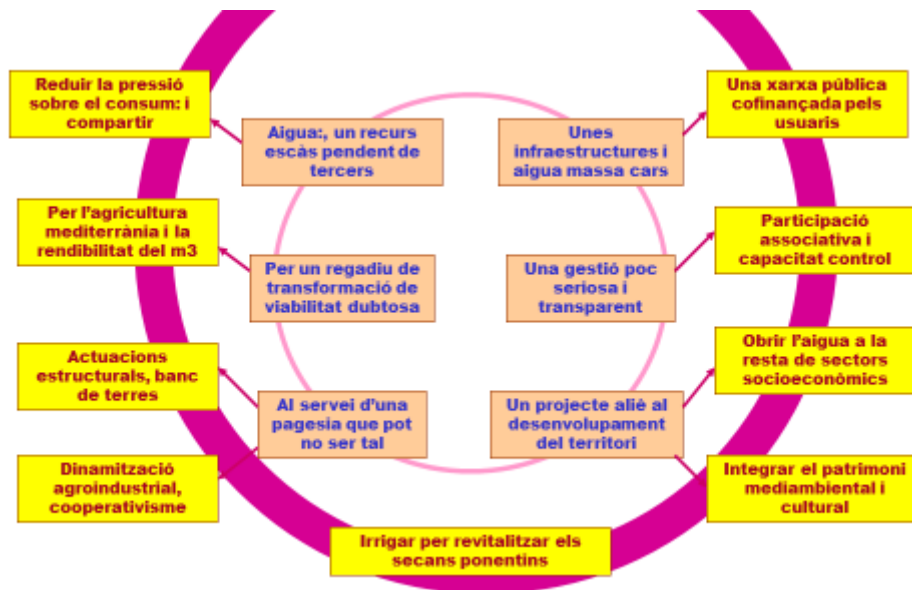 Reduir la pressió
sobre el consum: i
compartir
Aigua:, un recurs
escàs pendent de
tercers
Unes
infraestructures i
aigua massa cars
Una xarxa pública
cofinançada pels
usuaris
Per l'agricultura
mediterrània i la
rendibilitat del m3
Per un regadiu de
transformació de
viabilitat dubtosa
Una gestió poc
seriosa i
transparent
Participació
associativa i
capacitat control
Actuacions
estructurals, banc
de terres
Al servei d'una
pagesia que pot
no ser tal
Un projecte aliè al
desenvolupament
del territori
Obrir l'aigua a la
resta de sectors
socioeconòmics
Dinamització
agroindustrial,
cooperativisme
Integrar el patrimoni
mediambiental i
cultural
Irrigar per revitalitzar els
secans ponentins